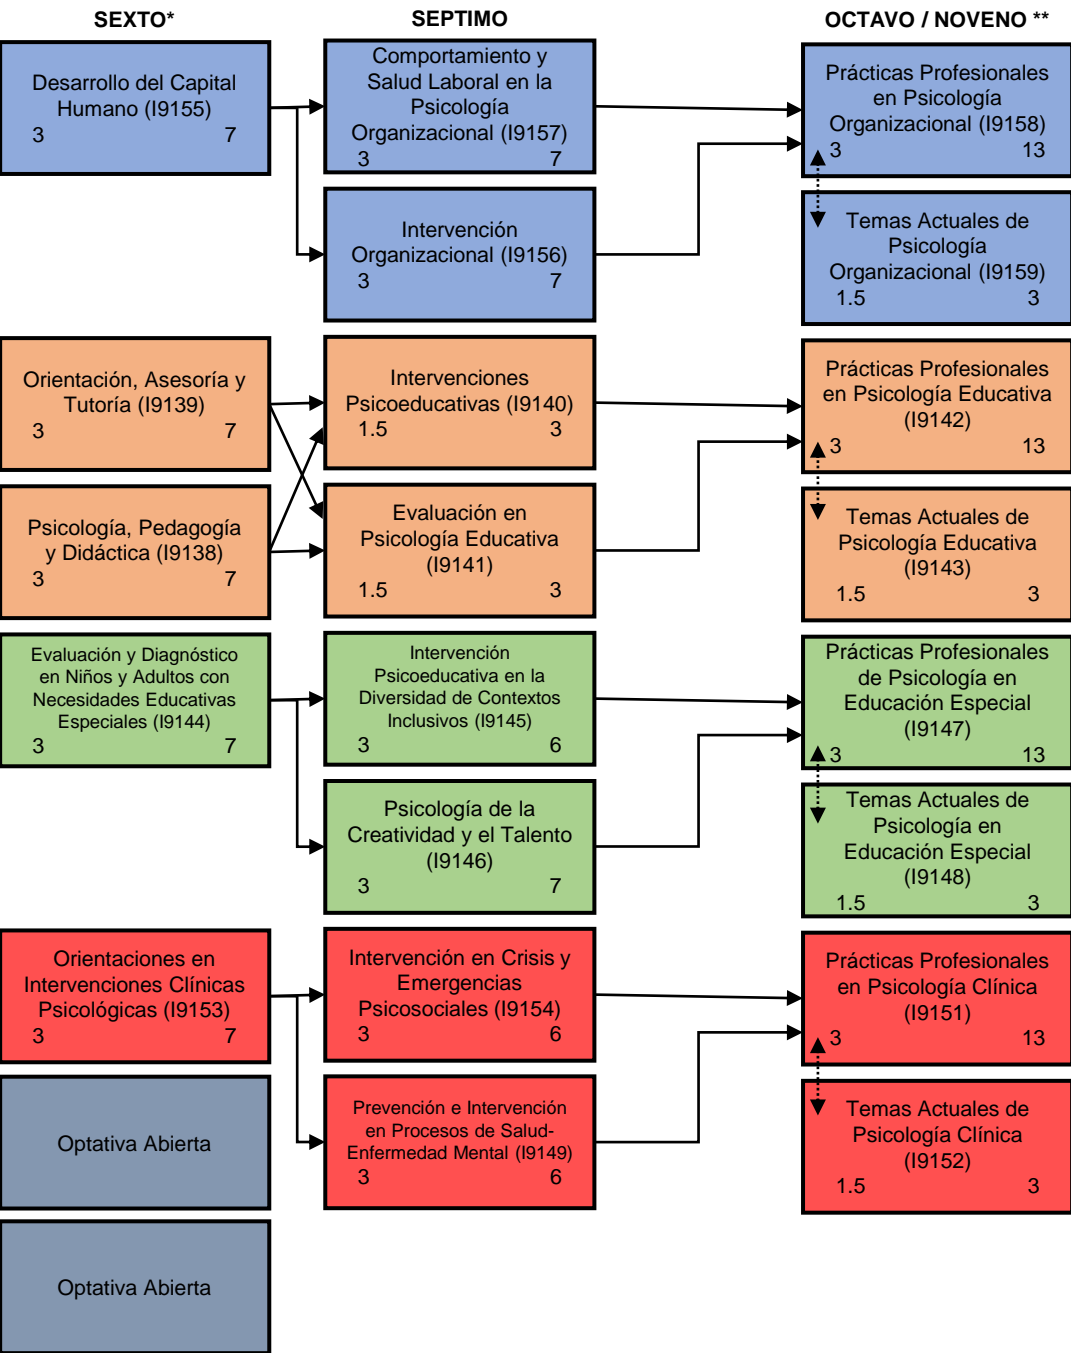 SEXTO*
SEPTIMO
OCTAVO / NOVENO **
Desarrollo del Capital
Humano (I9155)
3 7
Comportamiento y
Salud Laboral en la
Psicología
Organizacional (I9157)
3 7
Prácticas Profesionales
en Psicología
Organizacional (I9158)
3 13
Intervención
Organizacional (I9156)
3 7
Temas Actuales de
Psicología
Organizacional (I9159)
1.5 3
Orientación, Asesoría y
Tutoría (I9139)
3 7
Intervenciones
Psicoeducativas (I9140)
1.5 3
Prácticas Profesionales
en Psicología Educativa
(I9142)
3 13
Psicología, Pedagogía
y Didáctica (I9138)
3 7
Evaluación en
Psicología Educativa
(I9141)
1.5 3
Temas Actuales de
Psicología Educativa
(I9143)
1.5 3
Evaluación y Diagnóstico
en Niños y Adultos con
Necesidades Educativas
Especiales (I9144)
3 7
Intervención
Psicoeducativa en la
Diversidad de Contextos
Inclusivos (I9145)
3 6
Prácticas Profesionales
de Psicología en
Educación Especial
(I9147)
3 13
Psicología de la
Creatividad y el Talento
(I9146)
3 7
Temas Actuales de
Psicología en
Educación Especial
(I9148)
1.5 3
Orientaciones en
Intervenciones Clínicas
Psicológicas (I9153)
3 7
Intervención en Crisis y
Emergencias
Psicosociales (I9154)
3 6
Prácticas Profesionales
en Psicología Clínica
(I9151)
3 13
Optativa Abierta
Prevención e Intervención
en Procesos de Salud-
Enfermedad Mental (I9149)
3 6
Temas Actuales de
Psicología Clínica
(I9152)
1.5 3
Optativa Abierta